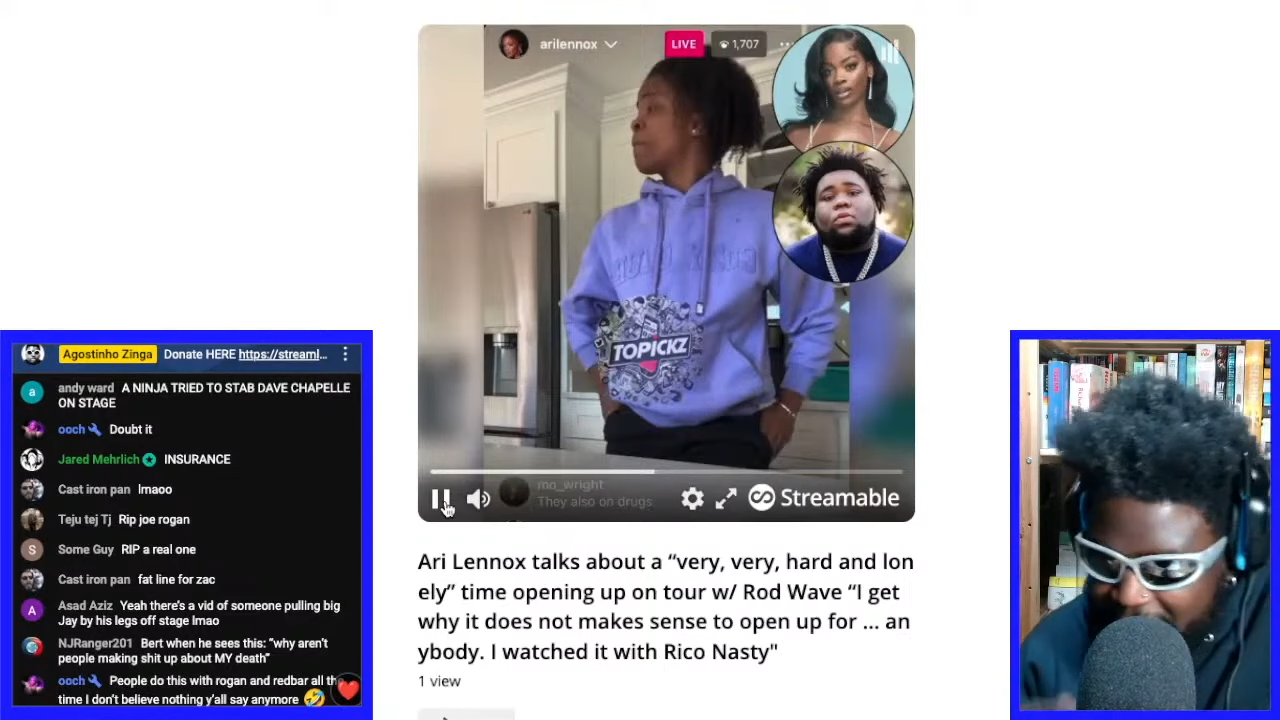 arilennox
LIVE
1,707
TOPICKZ
mo_wright
They also on drugs
Streamable
Ari Lennox talks about a “very, very, hard and lon
ely” time opening up on tour w/ Rod Wave “I get
why it does not makes sense to open up for ... an
ybody. I watched it with Rico Nasty"
1 view
Agostinho Zinga Donate HERE https://streaml...
a andy ward A NINJA TRIED TO STAB DAVE CHAPELLE
ON STAGE
ooch Doubt it
Jared Mehrlich INSURANCE
Cast iron pan lmaoo
Teju tej Tj Rip joe rogan
S Some Guy RIP a real one
Cast iron pan fat line for zac
A Asad Aziz Yeah there's a vid of someone pulling big
Jay by his legs off stage lmao
NJRanger201 Bert when he sees this: “why aren't
people making shit up about MY death”
ooch People do this with rogan and redbar all the
time I don't believe nothing y'all say anymore 🤣